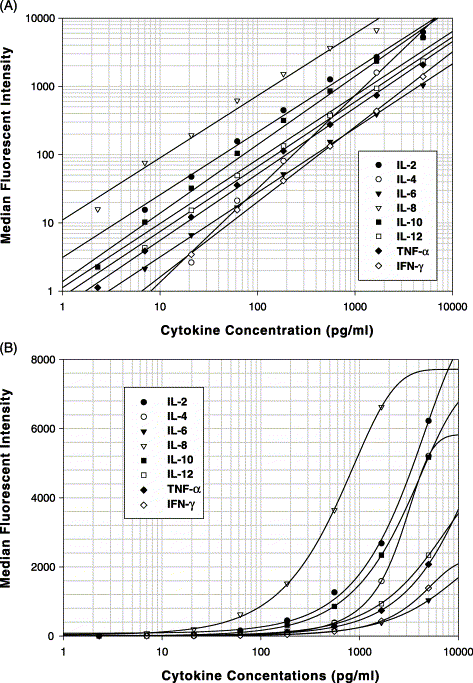 (A)
Median Fluorescent Intensity
10000
1000
100
10
1
IL-2
IL-4
IL-6
IL-8
IL-10
IL-12
TNF-α
IFN-γ
1 10 100 1000 10000
Cytokine Concentration (pg/ml)
(B)
Median Fluorescent Intensity
8000
6000
4000
2000
0
IL-2
IL-4
IL-6
IL-8
IL-10
IL-12
TNF-α
IFN-γ
1 10 100 1000 10000
Cytokine Concentations (pg/ml)